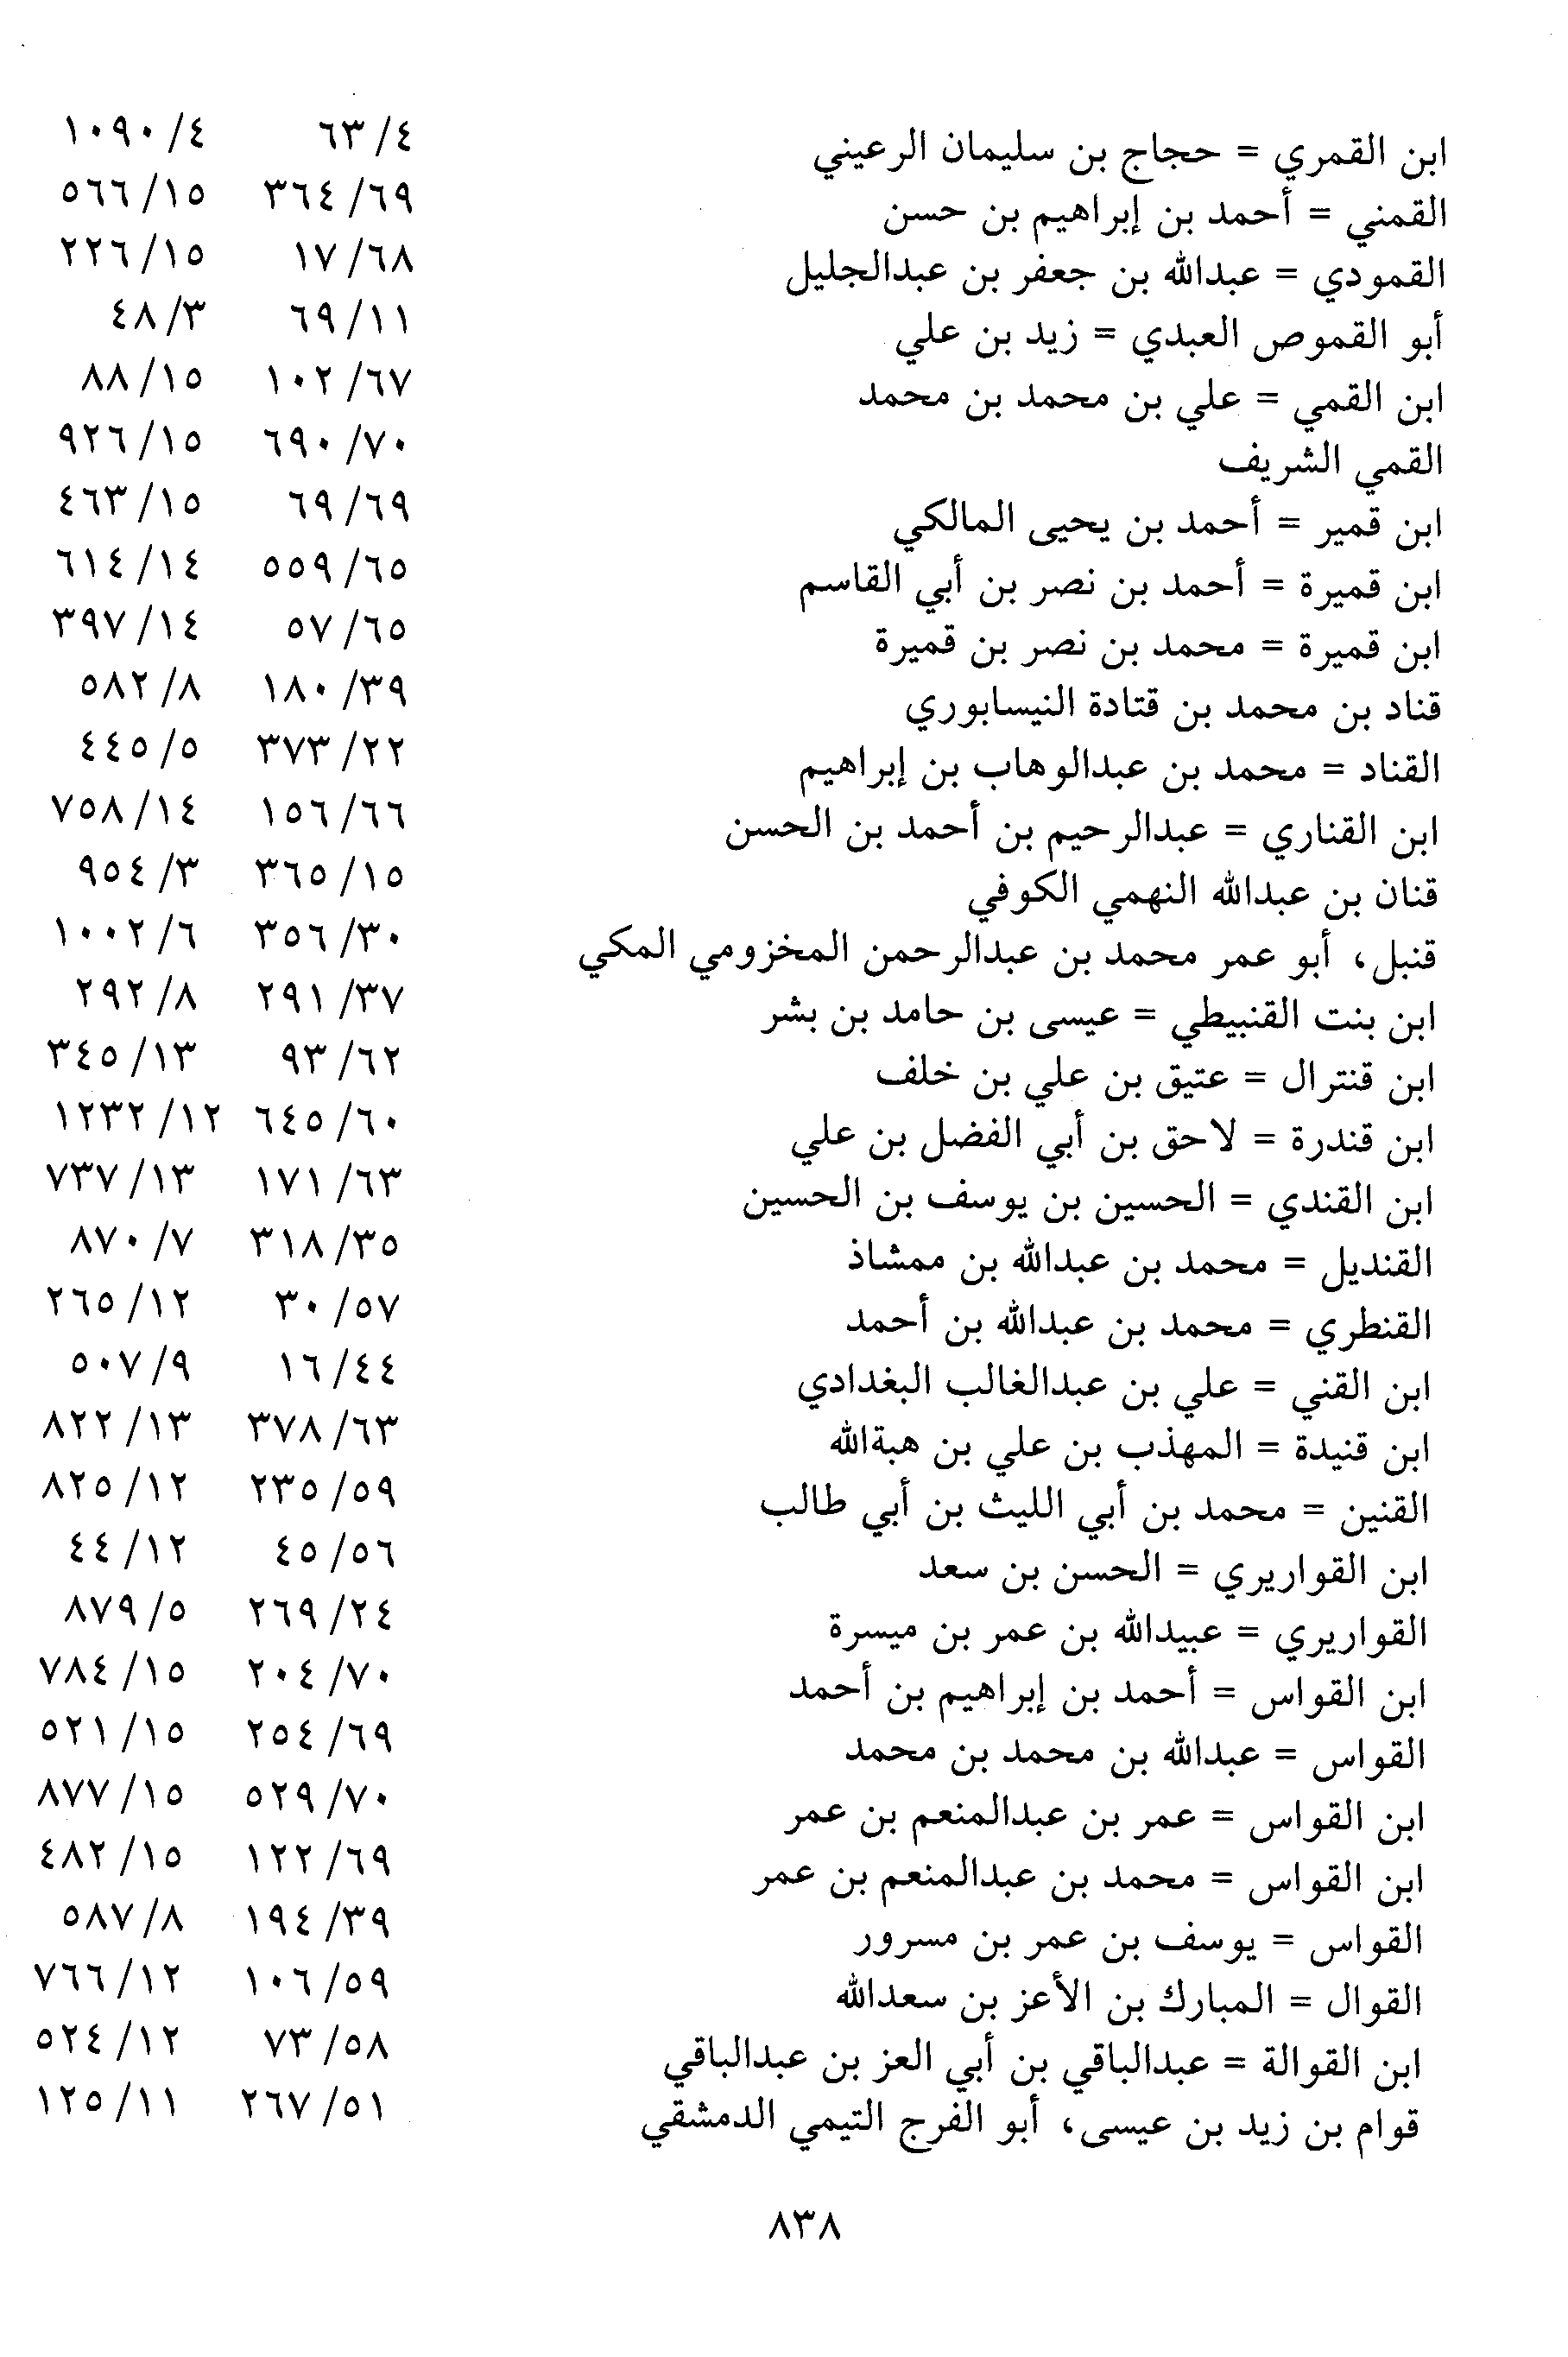 ابن القمري = حجاج بن سليمان الرعيني ٤/ ٦٣ ٤/ ١٠٩٠
القمني = أحمد بن إبراهيم بن حسن ٦٩/ ٣٦٤ ١٥/ ٥٦٦
القمودي = عبدالله بن جعفر بن عبدالجليل ٦٨/ ١٧ ١٥/ ٢٢٦
أبو القموص العبدي = زيد بن علي ١١/ ٦٩ ٣/ ٤٨
ابن القمي = علي بن محمد بن محمد ٦٧/ ١٠٢ ١٥/ ٨٨
القمي الشريف ٧٠/ ٦٩٠ ١٥/ ٩٢٦
ابن قمير = أحمد بن يحيى المالكي ٦٩/ ٦٩ ١٥/ ٤٦٣
ابن قميرة = أحمد بن نصر بن أبي القاسم ٦٥/ ٥٥٩ ١٤/ ٦١٤
ابن قميرة = محمد بن نصر بن قميرة ٦٥/ ٥٧ ١٤/ ٣٩٧
قناد بن محمد بن قتادة النيسابوري ٣٩/ ١٨٠ ٨/ ٥٨٢
القناد = محمد بن عبدالوهاب بن إبراهيم ٢٢/ ٣٧٣ ٥/ ٤٤٥
ابن القناري = عبدالرحيم بن أحمد بن الحسن ٦٦/ ١٥٦ ١٤/ ٧٥٨
قنان بن عبدالله النهمي الكوفي ١٥/ ٣٦٥ ٣/ ٩٥٤
قنبل، أبو عمر محمد بن عبدالرحمن المخزومي المكي ٣٠/ ٣٥٦ ٦/ ١٠٠٢
ابن بنت القنبيطي = عيسى بن حامد بن بشر ٣٧/ ٢٩١ ٨/ ٢٩٢
ابن قنترال = عتيق بن علي بن خلف ٦٢/ ٩٣ ١٣/ ٣٤٥
ابن قندرة = لاحق بن أبي الفضل بن علي ٦٠/ ٦٤٥ ١٢/ ١٢٣٢
ابن القندي = الحسين بن يوسف بن الحسين ٦٣/ ١٧١ ١٣/ ٧٣٧
القنديل = محمد بن عبدالله بن ممشاذ ٣٥/ ٣١٨ ٧/ ٨٧٠
القنطري = محمد بن عبدالله بن أحمد ٥٧/ ٣٠ ١٢/ ٢٦٥
ابن القني = علي بن عبدالغالب البغدادي ٤٤/ ١٦ ٩/ ٥٠٧
ابن قنيدة = المهذب بن علي بن هبةالله ٦٣/ ٣٧٨ ١٣/ ٨٢٢
القنين = محمد بن أبي الليث بن أبي طالب ٥٩/ ٢٣٥ ١٢/ ٨٢٥
ابن القواريري = الحسن بن سعد ٥٦/ ٤٥ ١٢/ ٤٤
القواريري = عبيدالله بن عمر بن ميسرة ٢٤/ ٢٦٩ ٥/ ٨٧٩
ابن القواس = أحمد بن إبراهيم بن أحمد ٧٠/ ٢٠٤ ١٥/ ٧٨٤
القواس = عبدالله بن محمد بن محمد ٦٩/ ٢٥٤ ١٥/ ٥٢١
ابن القواس = عمر بن عبدالمنعم بن عمر ٧٠/ ٥٢٩ ١٥/ ٨٧٧
ابن القواس = محمد بن عبدالمنعم بن عمر ٦٩/ ١٢٢ ١٥/ ٤٨٢
القواس = يوسف بن عمر بن مسرور ٣٩/ ١٩٤ ٨/ ٥٨٧
القوال = المبارك بن الأعز بن سعدالله ٥٩/ ١٠٦ ١٢/ ٧٦٦
ابن القوالة = عبدالباقي بن أبي العز بن عبدالباقي ٥٨/ ٧٣ ١٢/ ٥٢٤
قوام بن زيد بن عيسى، أبو الفرج التيمي الدمشقي ٥١/ ٢٦٧ ١١/ ١٢٥
٨٣٨